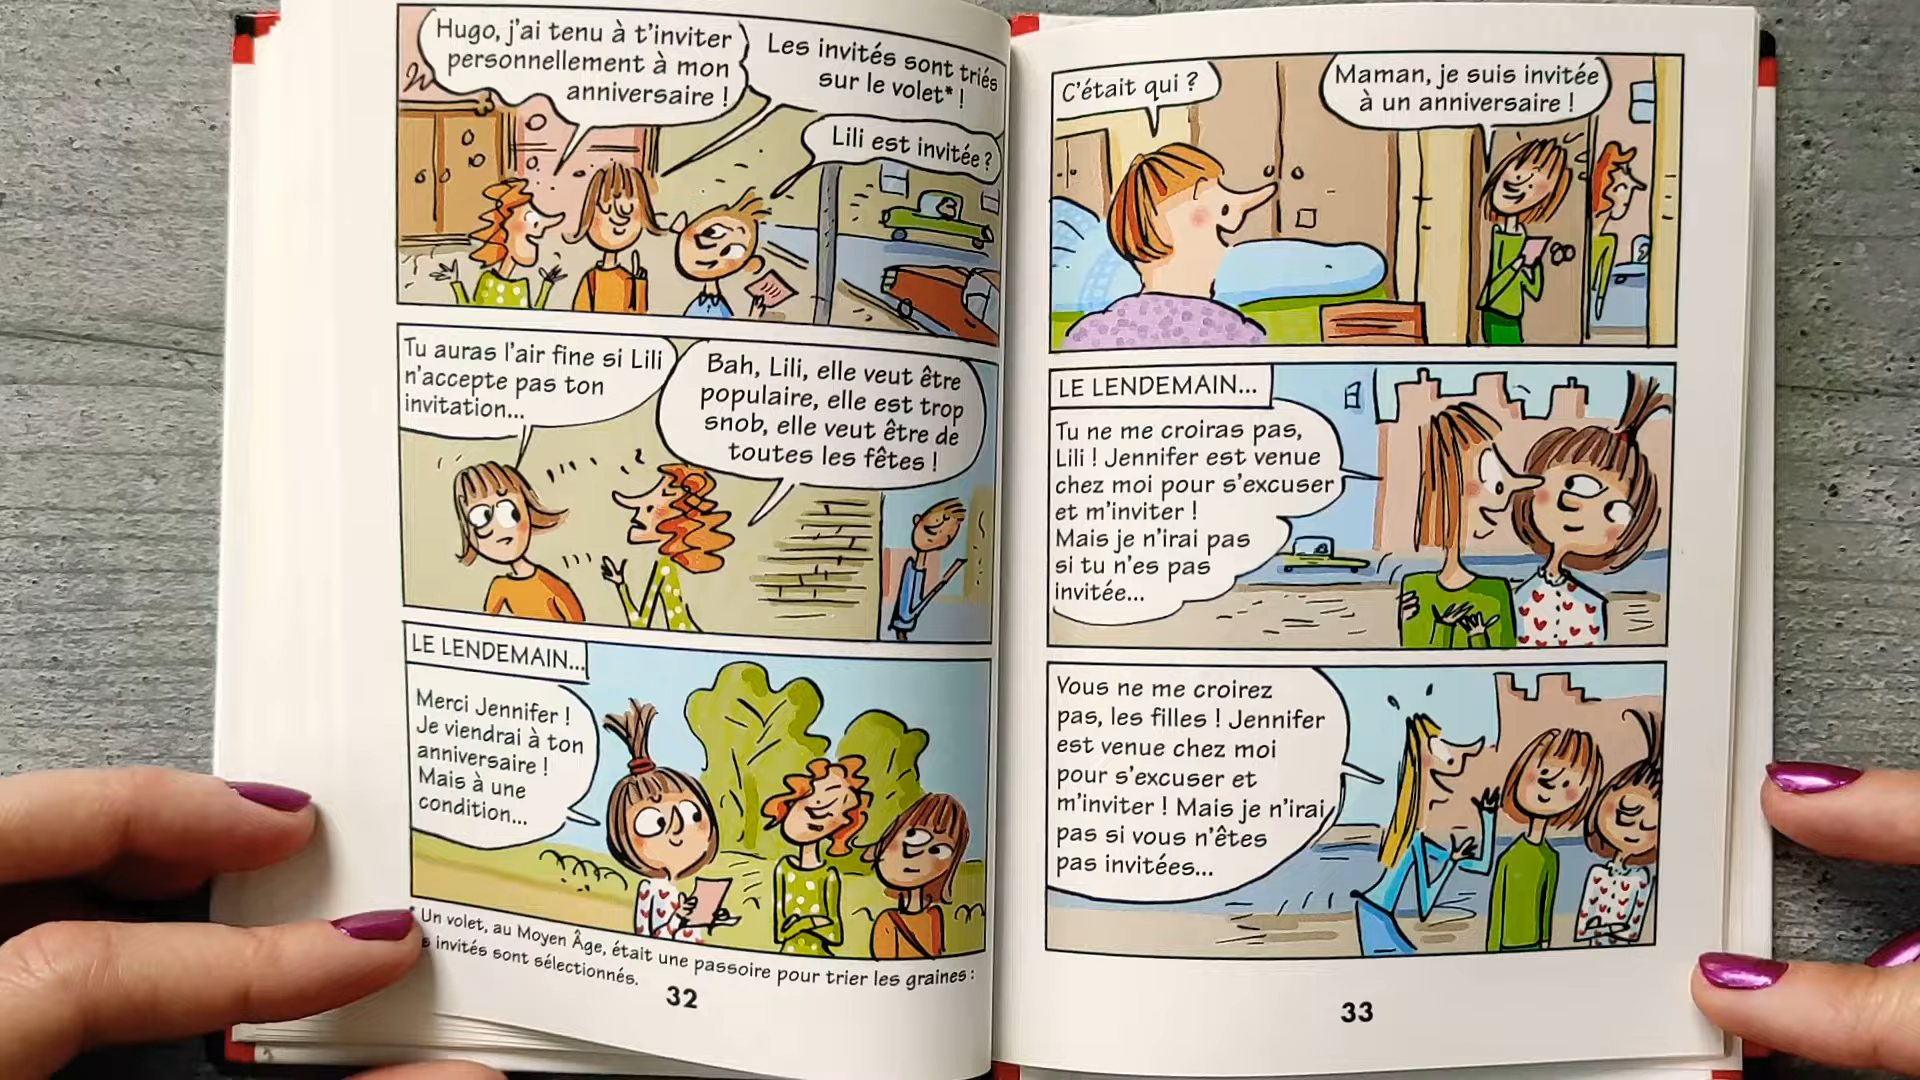 Hugo, j'ai tenu à t'inviter
personnellement à mon
anniversaire !
Les invités sont triés
sur le volet* !
Lili est invitée ?
Tu auras l'air fine si Lili
n'accepte pas ton
invitation...
Bah, Lili, elle veut être
populaire, elle est trop
snob, elle veut être de
toutes les fêtes !
LE LENDEMAIN...
Merci Jennifer !
Je viendrai à ton
anniversaire !
Mais à une
condition...
* Un volet, au Moyen Âge, était une passoire pour trier les graines :
invités sont sélectionnés.
32
C'était qui ?
Maman, je suis invitée
à un anniversaire !
LE LENDEMAIN...
Tu ne me croiras pas,
Lili ! Jennifer est venue
chez moi pour s'excuser
et m'inviter !
Mais je n'irai pas
si tu n'es pas
invitée...
Vous ne me croirez
pas, les filles ! Jennifer
est venue chez moi
pour s'excuser et
m'inviter ! Mais je n'irai
pas si vous n'êtes
pas invitées...
33